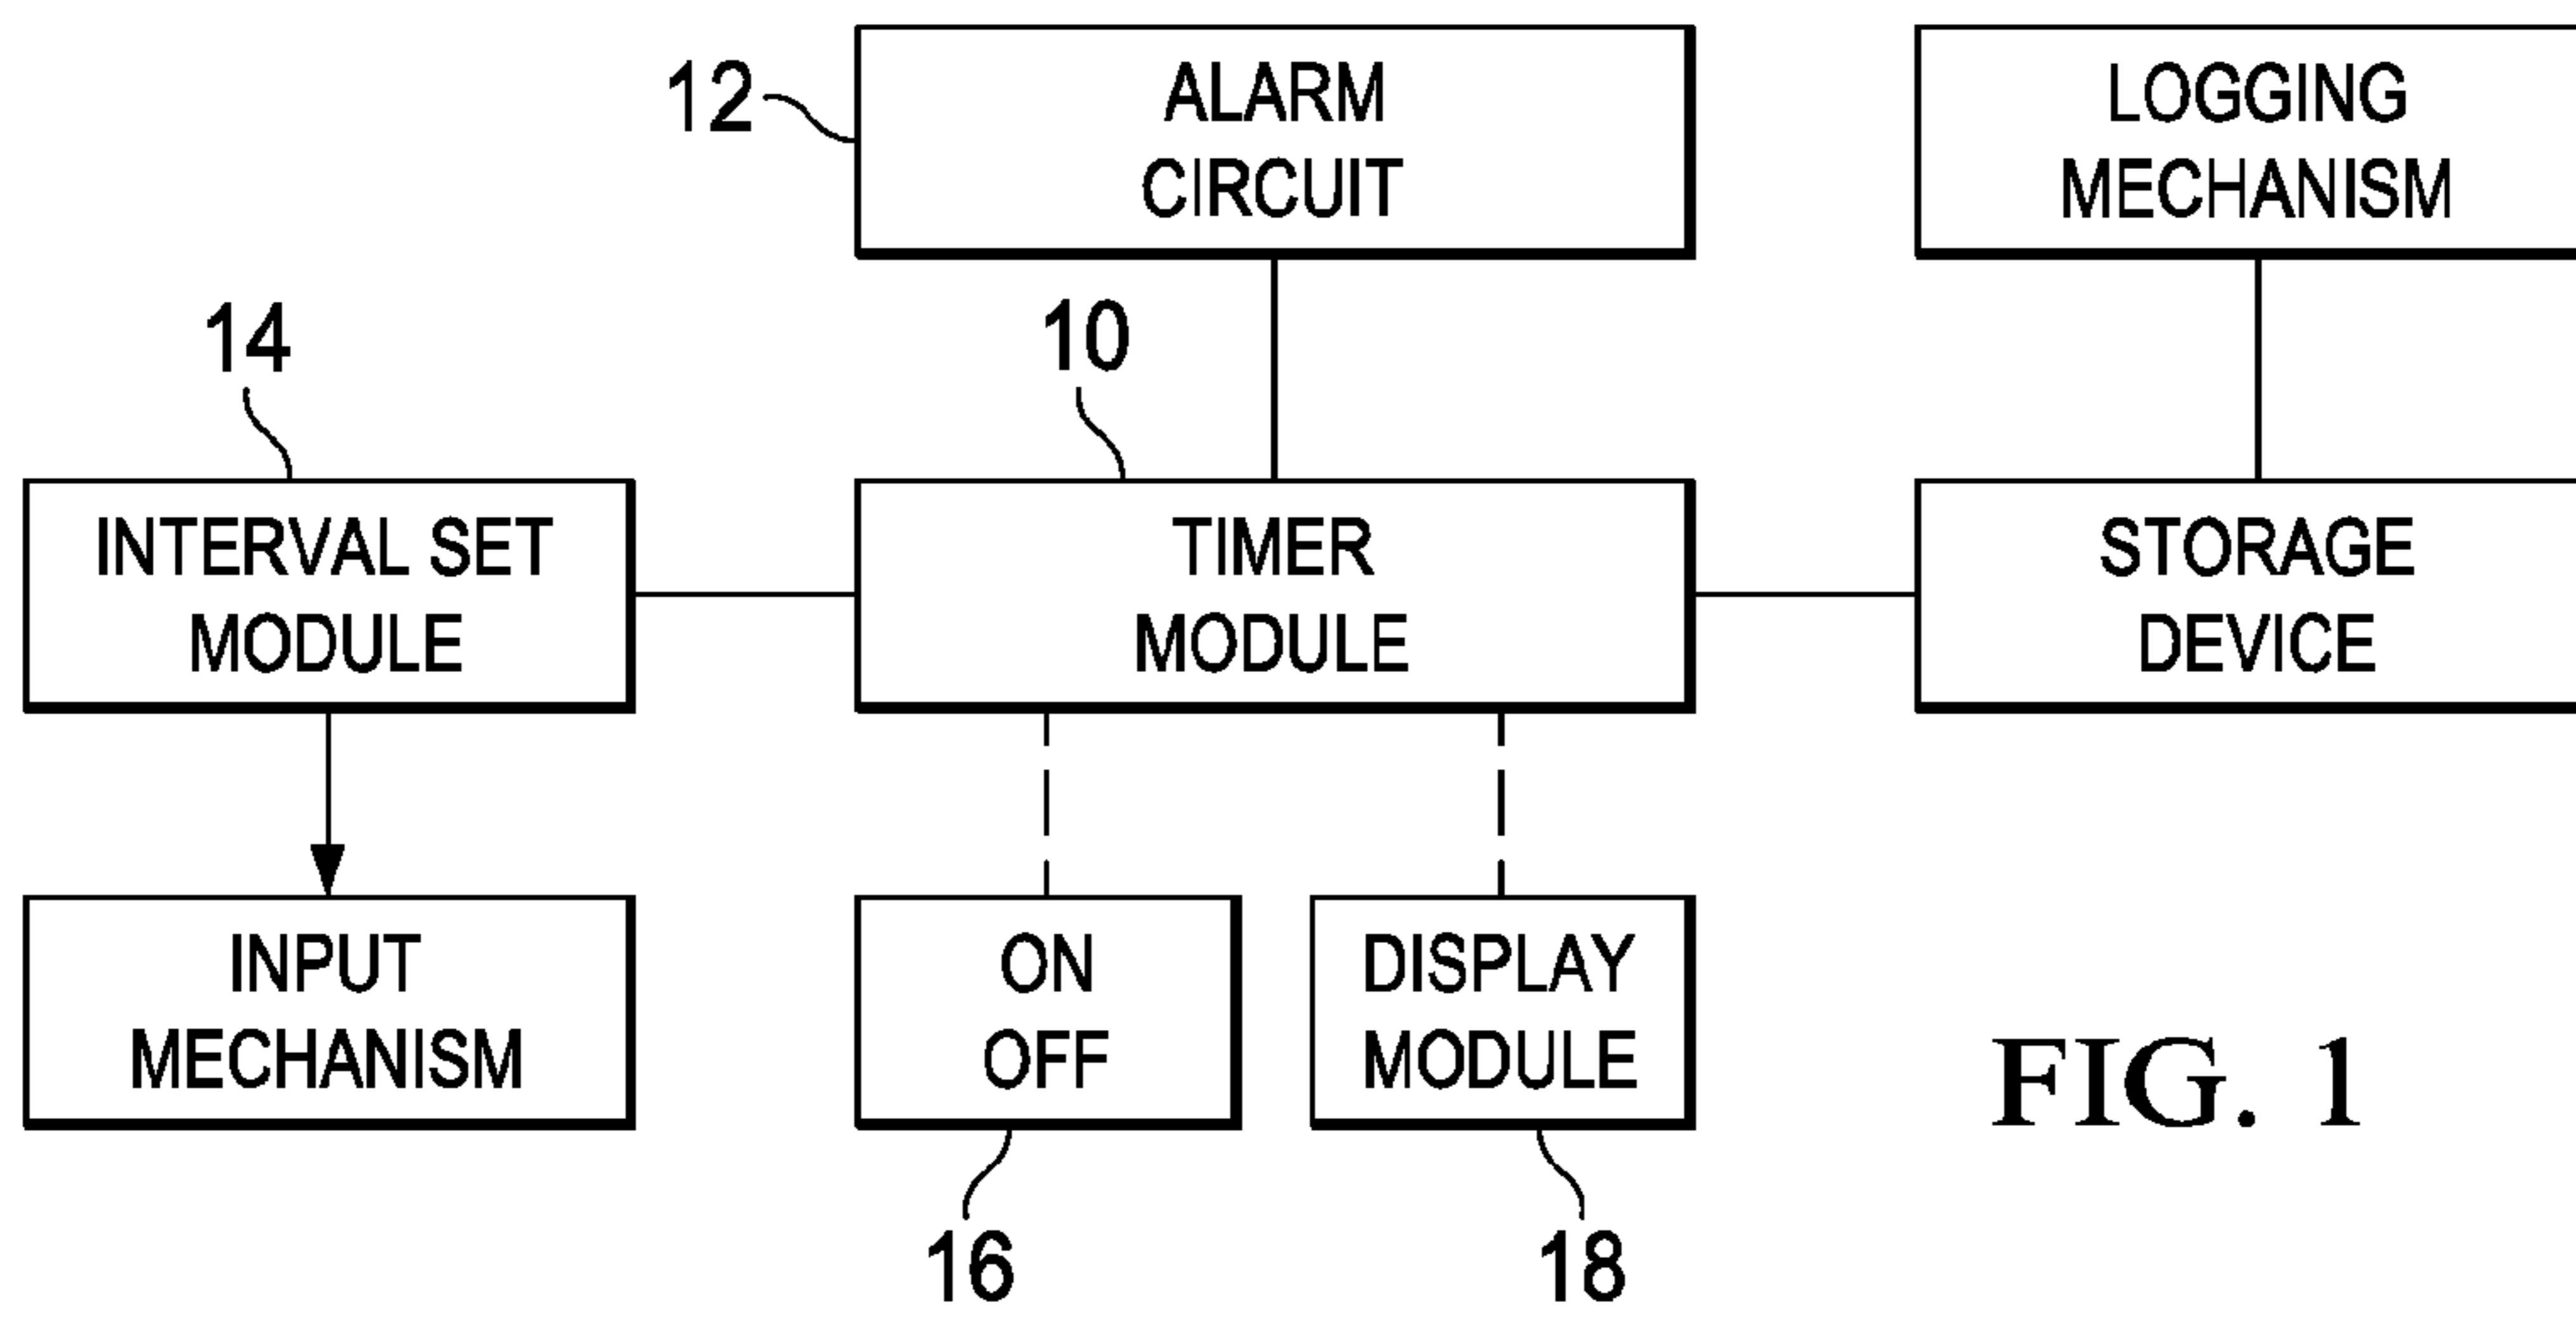 12
ALARM
CIRCUIT
LOGGING
MECHANISM
14
10
INTERVAL SET
MODULE
TIMER
MODULE
STORAGE
DEVICE
INPUT
MECHANISM
ON
OFF
DISPLAY
MODULE
16
18
FIG. 1